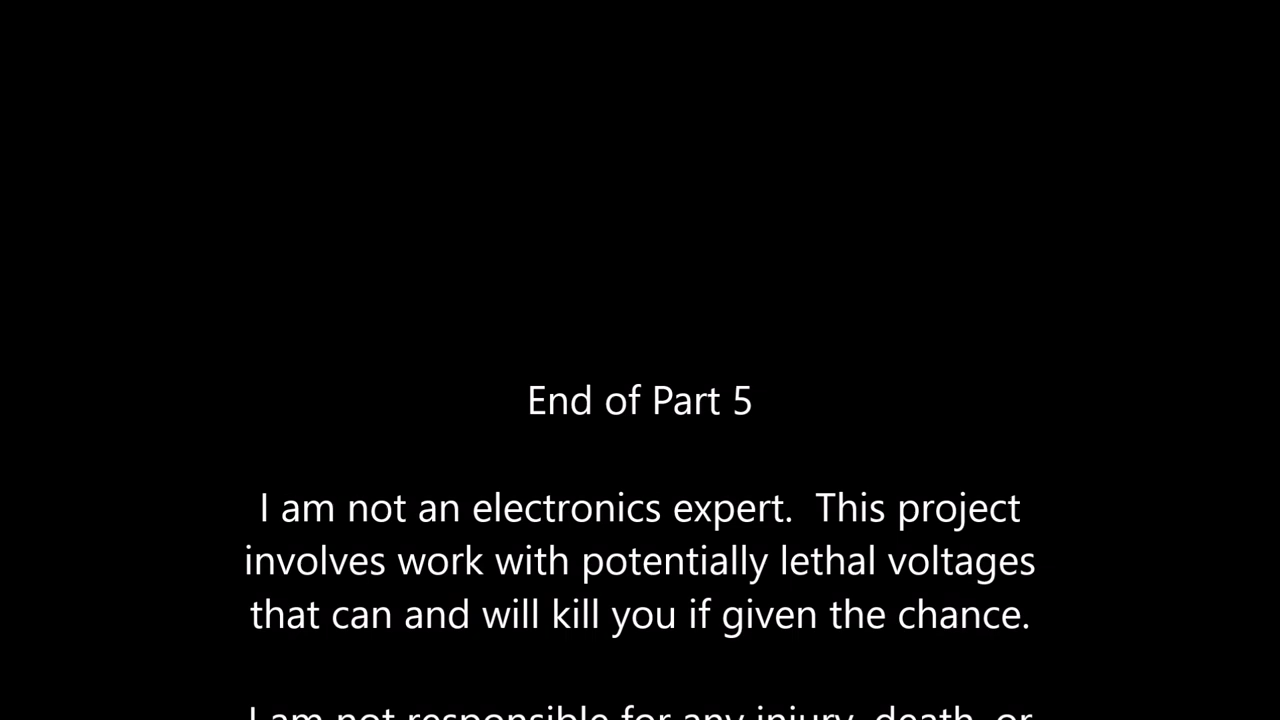 End of Part 5
I am not an electronics expert.  This project
involves work with potentially lethal voltages
that can and will kill you if given the chance.
I am not responsible for any injury, death, or